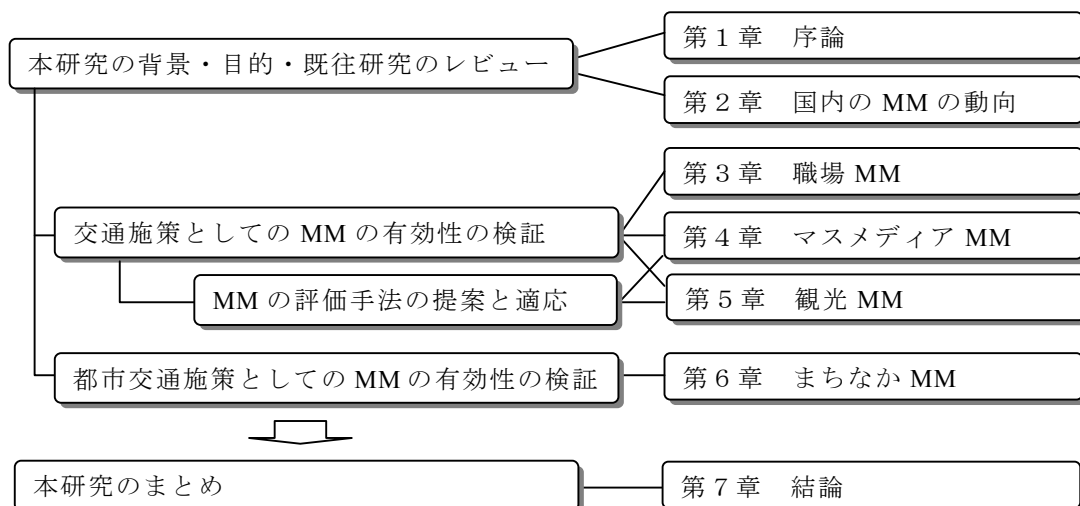 本研究の背景・目的・既往研究のレビュー
第１章　序論
第２章　国内の MM の動向
交通施策としての MM の有効性の検証
第３章　職場 MM
第４章　マスメディア MM
MM の評価手法の提案と適応
第５章　観光 MM
都市交通施策としての MM の有効性の検証
第６章　まちなか MM
本研究のまとめ
第７章　結論